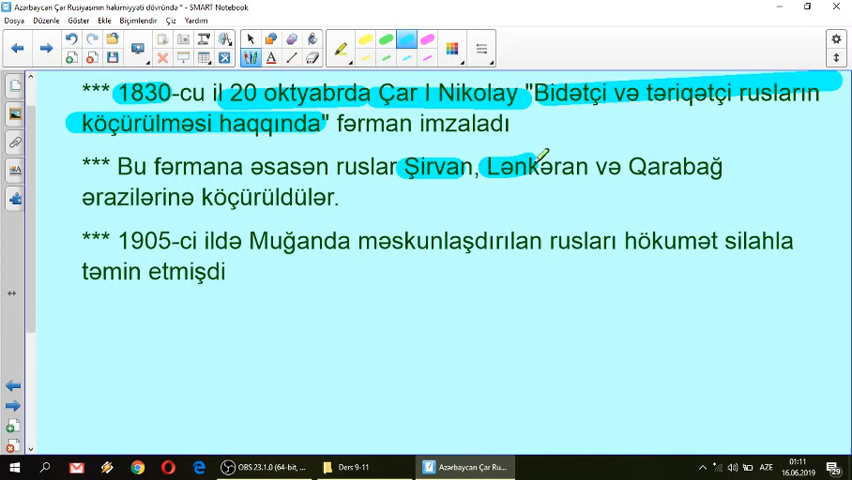 Azərbaycan Çar Rusiyasının hakimiyyəti dövründə * - SMART Notebook
Dosya Düzenle Göster Ekle Biçimlendir Çiz Yardım
*** 1830-cu il 20 oktyabrda Çar I Nikolay "Bidətçi və təriqətçi rusların
köçürülməsi haqqında" fərman imzaladı
*** Bu fərmana əsasən ruslar Şirvan, Lənkəran və Qarabağ
ərazilərinə köçürüldülər.
*** 1905-ci ildə Muğanda məskunlaşdırılan rusları hökumət silahla
təmin etmişdi
OBS 23.1.0 (64-bit, ...
Ders 9-11
Azərbaycan Çar Ru...
AZE
01:11
16.06.2019
29